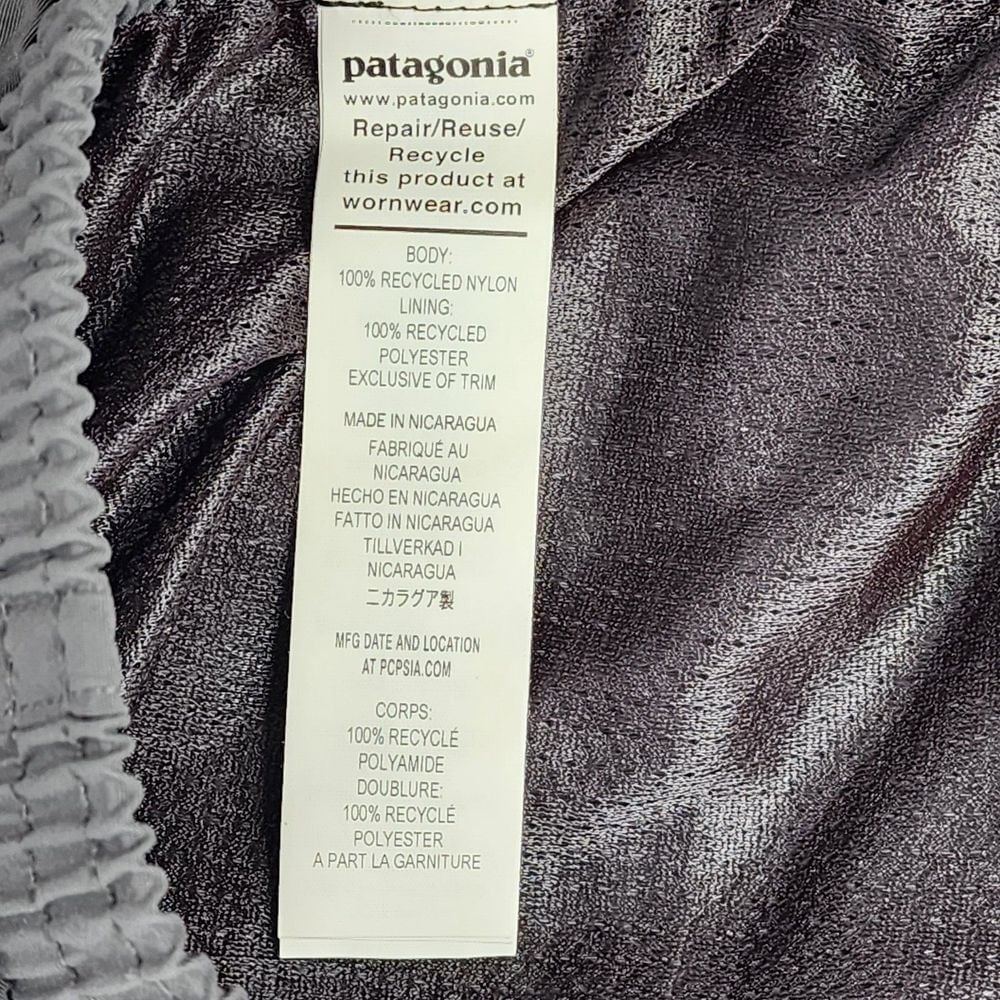 patagonia®
www.patagonia.com
Repair/Reuse/
Recycle
this product at
wornwear.com
BODY:
100% RECYCLED NYLON
LINING:
100% RECYCLED
POLYESTER
EXCLUSIVE OF TRIM
MADE IN NICARAGUA
FABRIQUÉ AU
NICARAGUA
HECHO EN NICARAGUA
FATTO IN NICARAGUA
TILLVERKAD I
NICARAGUA
ニカラグア製
MFG DATE AND LOCATION
AT PCPSIA.COM
CORPS:
100% RECYCLÉ
POLYAMIDE
DOUBLURE:
100% RECYCLÉ
POLYESTER
A PART LA GARNITURE